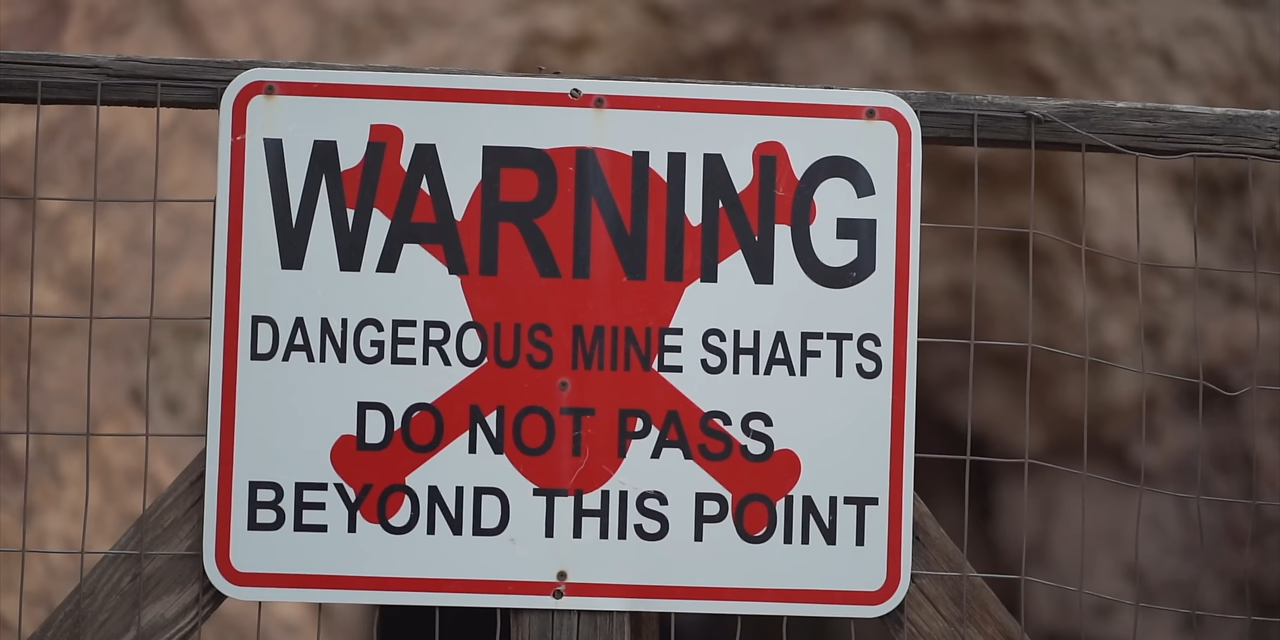 WARNING
DANGEROUS MINE SHAFTS
DO NOT PASS
BEYOND THIS POINT